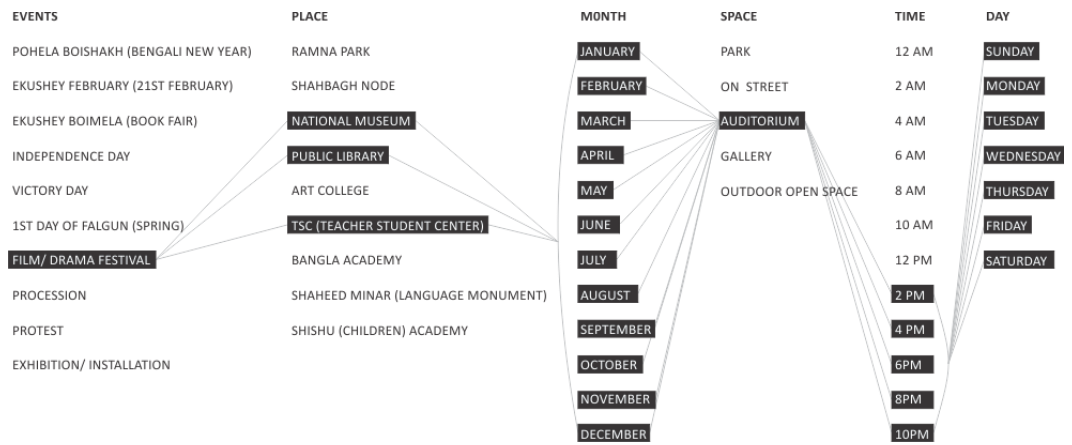 EVENTS PLACE M0NTH SPACE TIME DAY
POHELA BOISHAKH (BENGALI NEW YEAR) RAMNA PARK JANUARY PARK 12 AM SUNDAY
EKUSHEY FEBRUARY (21ST FEBRUARY) SHAHBAGH NODE FEBRUARY ON STREET 2 AM MONDAY
EKUSHEY BOIMELA (BOOK FAIR) NATIONAL MUSEUM MARCH AUDITORIUM 4 AM TUESDAY
INDEPENDENCE DAY PUBLIC LIBRARY APRIL GALLERY 6 AM WEDNESDAY
VICTORY DAY ART COLLEGE MAY OUTDOOR OPEN SPACE 8 AM THURSDAY
1ST DAY OF FALGUN (SPRING) TSC (TEACHER STUDENT CENTER) JUNE 10 AM FRIDAY
FILM/ DRAMA FESTIVAL BANGLA ACADEMY JULY 12 PM SATURDAY
PROCESSION SHAHEED MINAR (LANGUAGE MONUMENT) AUGUST 2 PM
PROTEST SHISHU (CHILDREN) ACADEMY SEPTEMBER 4 PM
EXHIBITION/ INSTALLATION OCTOBER 6PM
NOVEMBER 8PM
DECEMBER 10PM